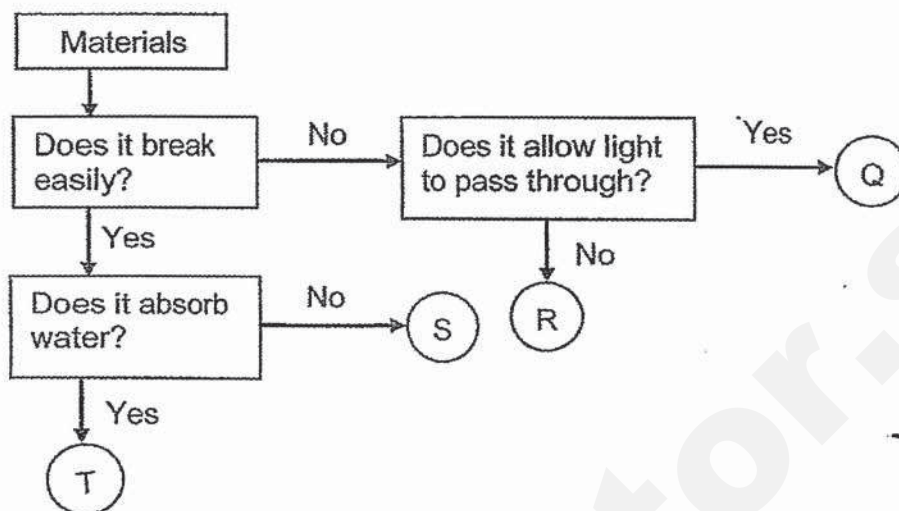 Materials
Does it break
easily?
No
Does it allow light
to pass through?
Yes
Q
Yes
No
Does it absorb
water?
No
S
R
Yes
T
tor.s